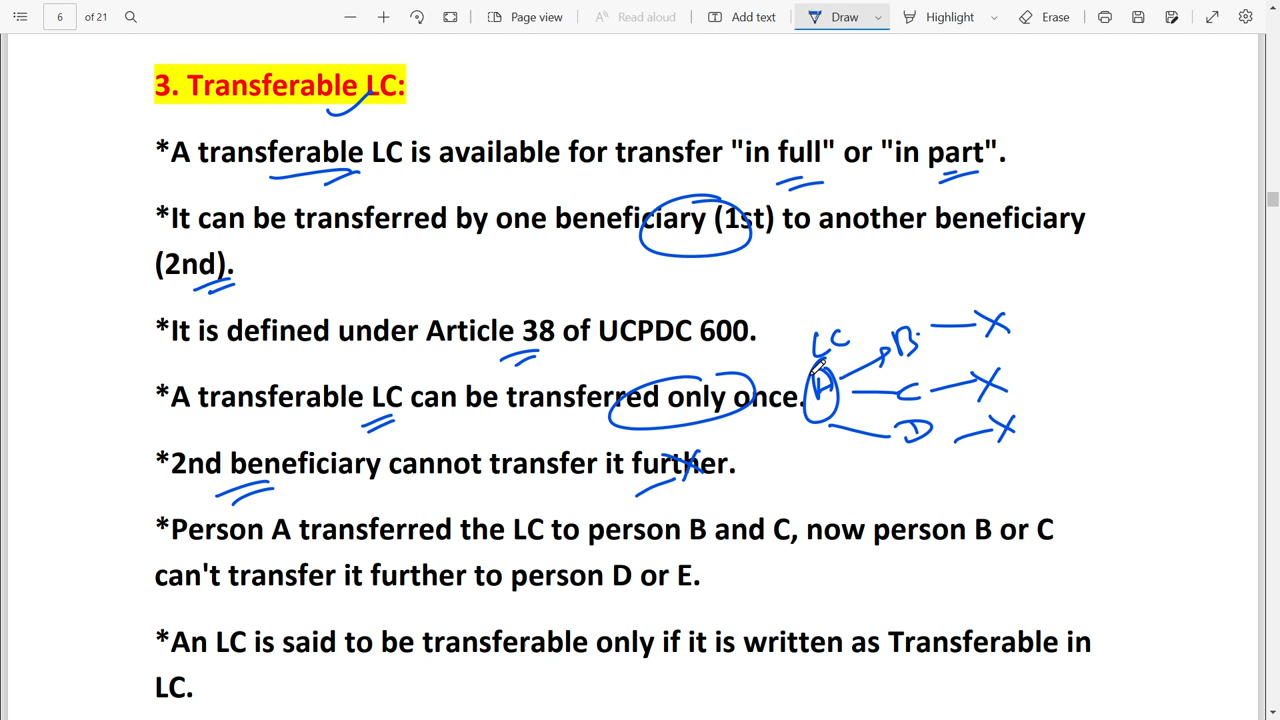 6 of 21 Page view Read aloud Add text Draw Highlight Erase
3. Transferable LC:
*A transferable LC is available for transfer "in full" or "in part".
*It can be transferred by one beneficiary (1st) to another beneficiary
(2nd).
*It is defined under Article 38 of UCPDC 600.
LC
B
*A transferable LC can be transferred only once.
A
C
D
*2nd beneficiary cannot transfer it further.
*Person A transferred the LC to person B and C, now person B or C
can't transfer it further to person D or E.
*An LC is said to be transferable only if it is written as Transferable in
LC.